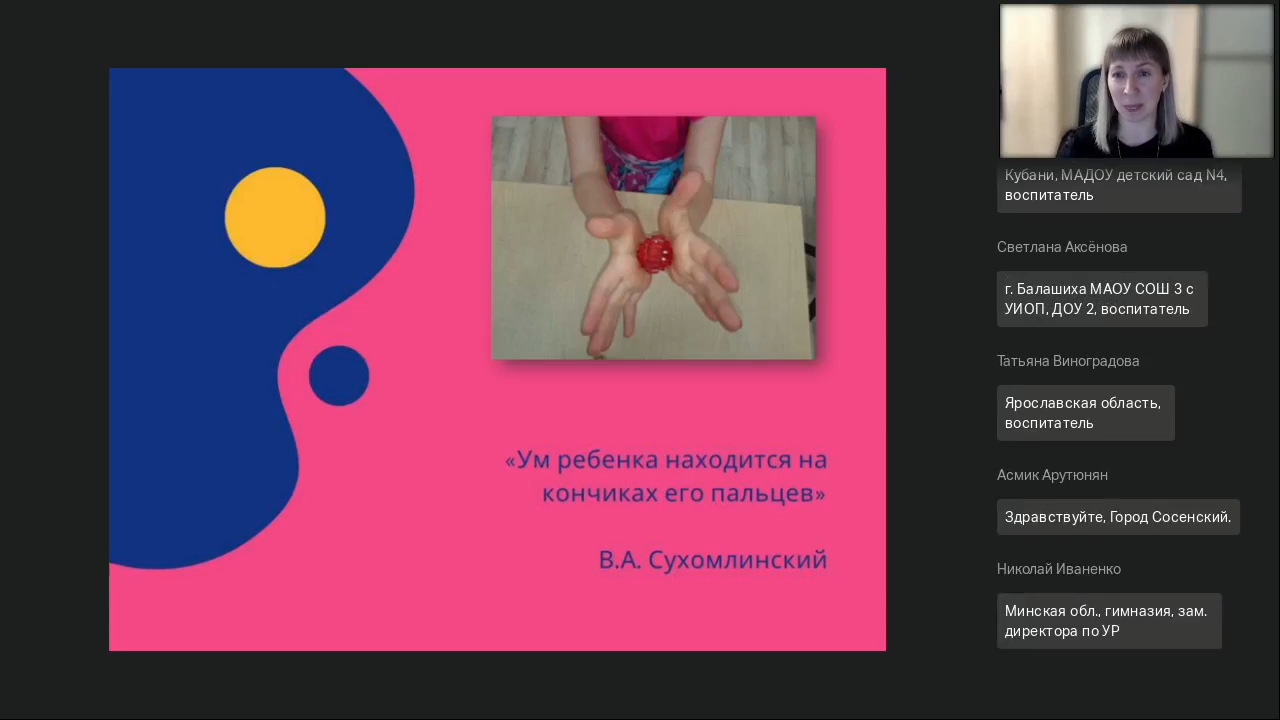 «Ум ребенка находится на
кончиках его пальцев»
В.А. Сухомлинский
Кубани, МАДОУ детский сад N4,
воспитатель
Светлана Аксёнова
г. Балашиха МАОУ СОШ 3 с
УИОП, ДОУ 2, воспитатель
Татьяна Виноградова
Ярославская область,
воспитатель
Асмик Арутюнян
Здравствуйте, Город Сосенский.
Николай Иваненко
Минская обл., гимназия, зам.
директора по УР